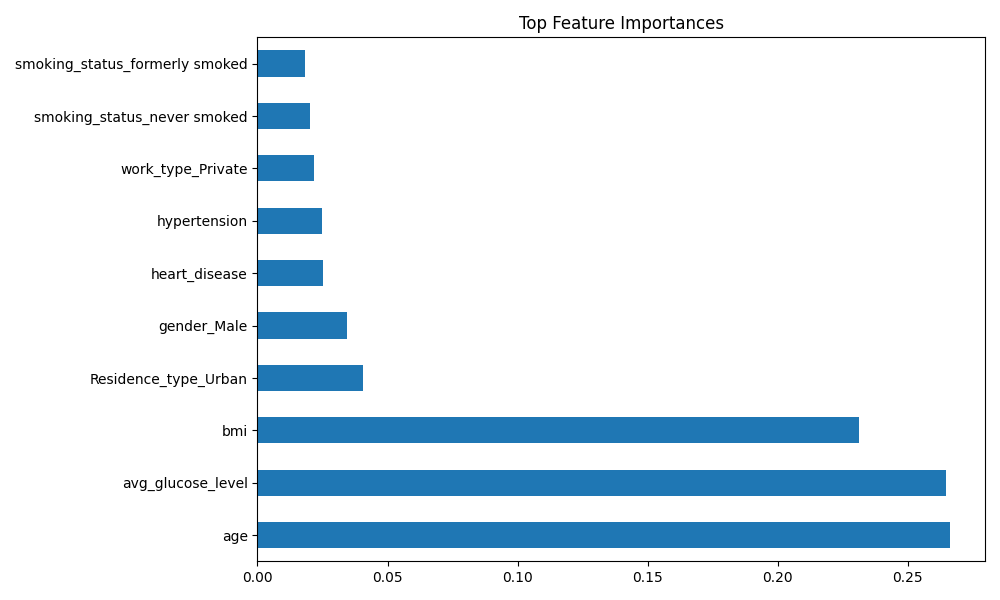 Top Feature Importances
smoking_status_formerly smoked
smoking_status_never smoked
work_type_Private
hypertension
heart_disease
gender_Male
Residence_type_Urban
bmi
avg_glucose_level
age
0.00 0.05 0.10 0.15 0.20 0.25